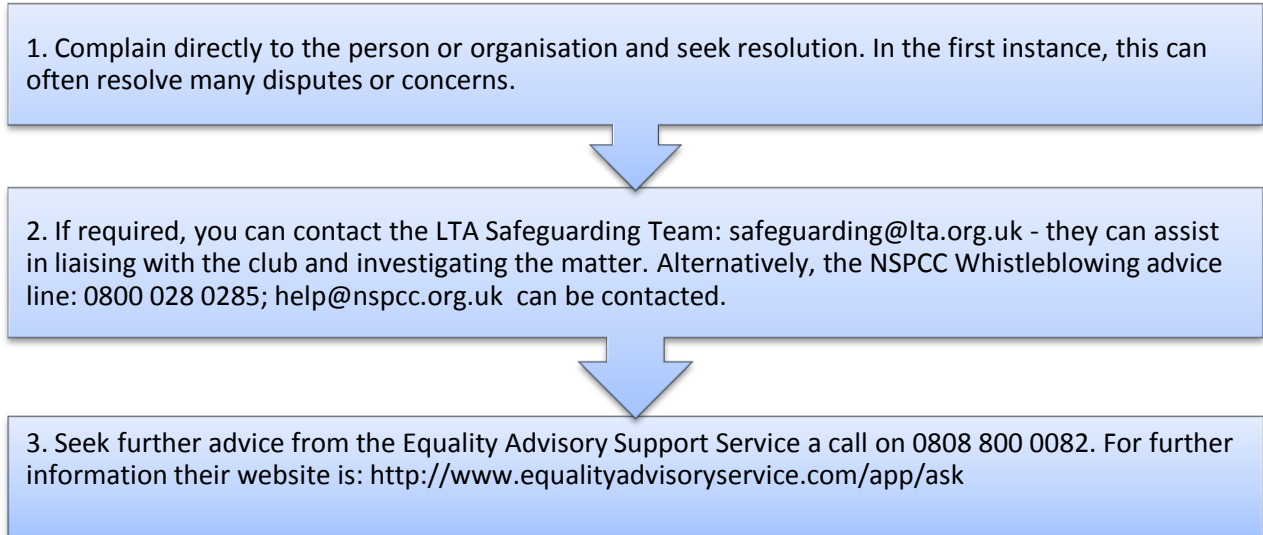 1. Complain directly to the person or organisation and seek resolution. In the first instance, this can
often resolve many disputes or concerns.
2. If required, you can contact the LTA Safeguarding Team: safeguarding@lta.org.uk - they can assist
in liaising with the club and investigating the matter. Alternatively, the NSPCC Whistleblowing advice
line: 0800 028 0285; help@nspcc.org.uk  can be contacted.
3. Seek further advice from the Equality Advisory Support Service a call on 0808 800 0082. For further
information their website is: http://www.equalityadvisoryservice.com/app/ask